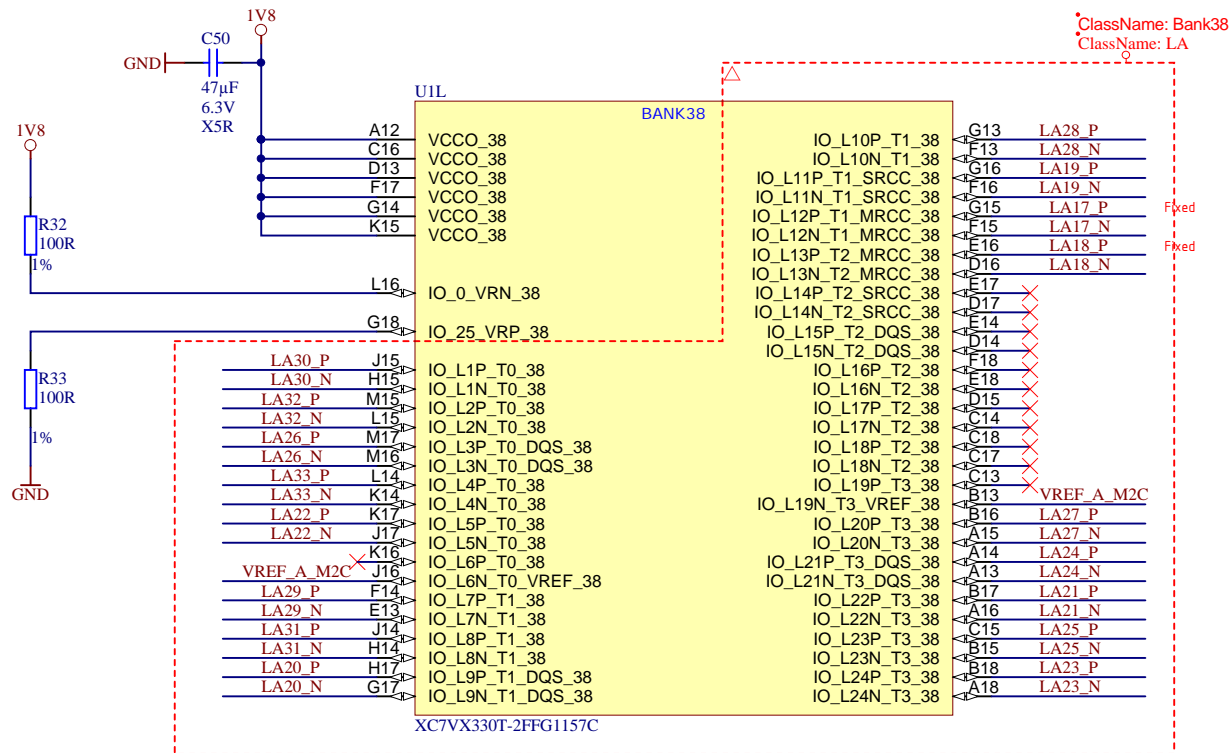 1V8
C50
GND
47µF
6.3V
X5R
ClassName: Bank38
ClassName: LA
U1L
BANK38
1V8
R32
100R
1%
R33
100R
1%
GND
A12 VCCO_38
C16 VCCO_38
D13 VCCO_38
F17 VCCO_38
G14 VCCO_38
K15 VCCO_38
L16 IO_0_VRN_38
G18 IO_25_VRP_38
LA30_P J15 IO_L1P_T0_38
LA30_N H15 IO_L1N_T0_38
LA32_P M15 IO_L2P_T0_38
LA32_N L15 IO_L2N_T0_38
LA26_P M17 IO_L3P_T0_DQS_38
LA26_N M16 IO_L3N_T0_DQS_38
LA33_P L14 IO_L4P_T0_38
LA33_N K14 IO_L4N_T0_38
LA22_P K17 IO_L5P_T0_38
LA22_N J17 IO_L5N_T0_38
K16 IO_L6P_T0_38
VREF_A_M2C J16 IO_L6N_T0_VREF_38
LA29_P F14 IO_L7P_T1_38
LA29_N E13 IO_L7N_T1_38
LA31_P J14 IO_L8P_T1_38
LA31_N H14 IO_L8N_T1_38
LA20_P H17 IO_L9P_T1_DQS_38
LA20_N G17 IO_L9N_T1_DQS_38
IO_L10P_T1_38 G13 LA28_P
IO_L10N_T1_38 F13 LA28_N
IO_L11P_T1_SRCC_38 G16 LA19_P
IO_L11N_T1_SRCC_38 F16 LA19_N
IO_L12P_T1_MRCC_38 G15 LA17_P Fixed
IO_L12N_T1_MRCC_38 F15 LA17_N
IO_L13P_T2_MRCC_38 E16 LA18_P Fixed
IO_L13N_T2_MRCC_38 D16 LA18_N
IO_L14P_T2_SRCC_38 E17
IO_L14N_T2_SRCC_38 D17
IO_L15P_T2_DQS_38 E14
IO_L15N_T2_DQS_38 D14
IO_L16P_T2_38 F18
IO_L16N_T2_38 E18
IO_L17P_T2_38 D15
IO_L17N_T2_38 C14
IO_L18P_T2_38 C18
IO_L18N_T2_38 C17
IO_L19P_T3_38 C13
IO_L19N_T3_VREF_38 B13 VREF_A_M2C
IO_L20P_T3_38 B16 LA27_P
IO_L20N_T3_38 A15 LA27_N
IO_L21P_T3_DQS_38 A14 LA24_P
IO_L21N_T3_DQS_38 A13 LA24_N
IO_L22P_T3_38 B17 LA21_P
IO_L22N_T3_38 A16 LA21_N
IO_L23P_T3_38 C15 LA25_P
IO_L23N_T3_38 B15 LA25_N
IO_L24P_T3_38 B18 LA23_P
IO_L24N_T3_38 A18 LA23_N
XC7VX330T-2FFG1157C